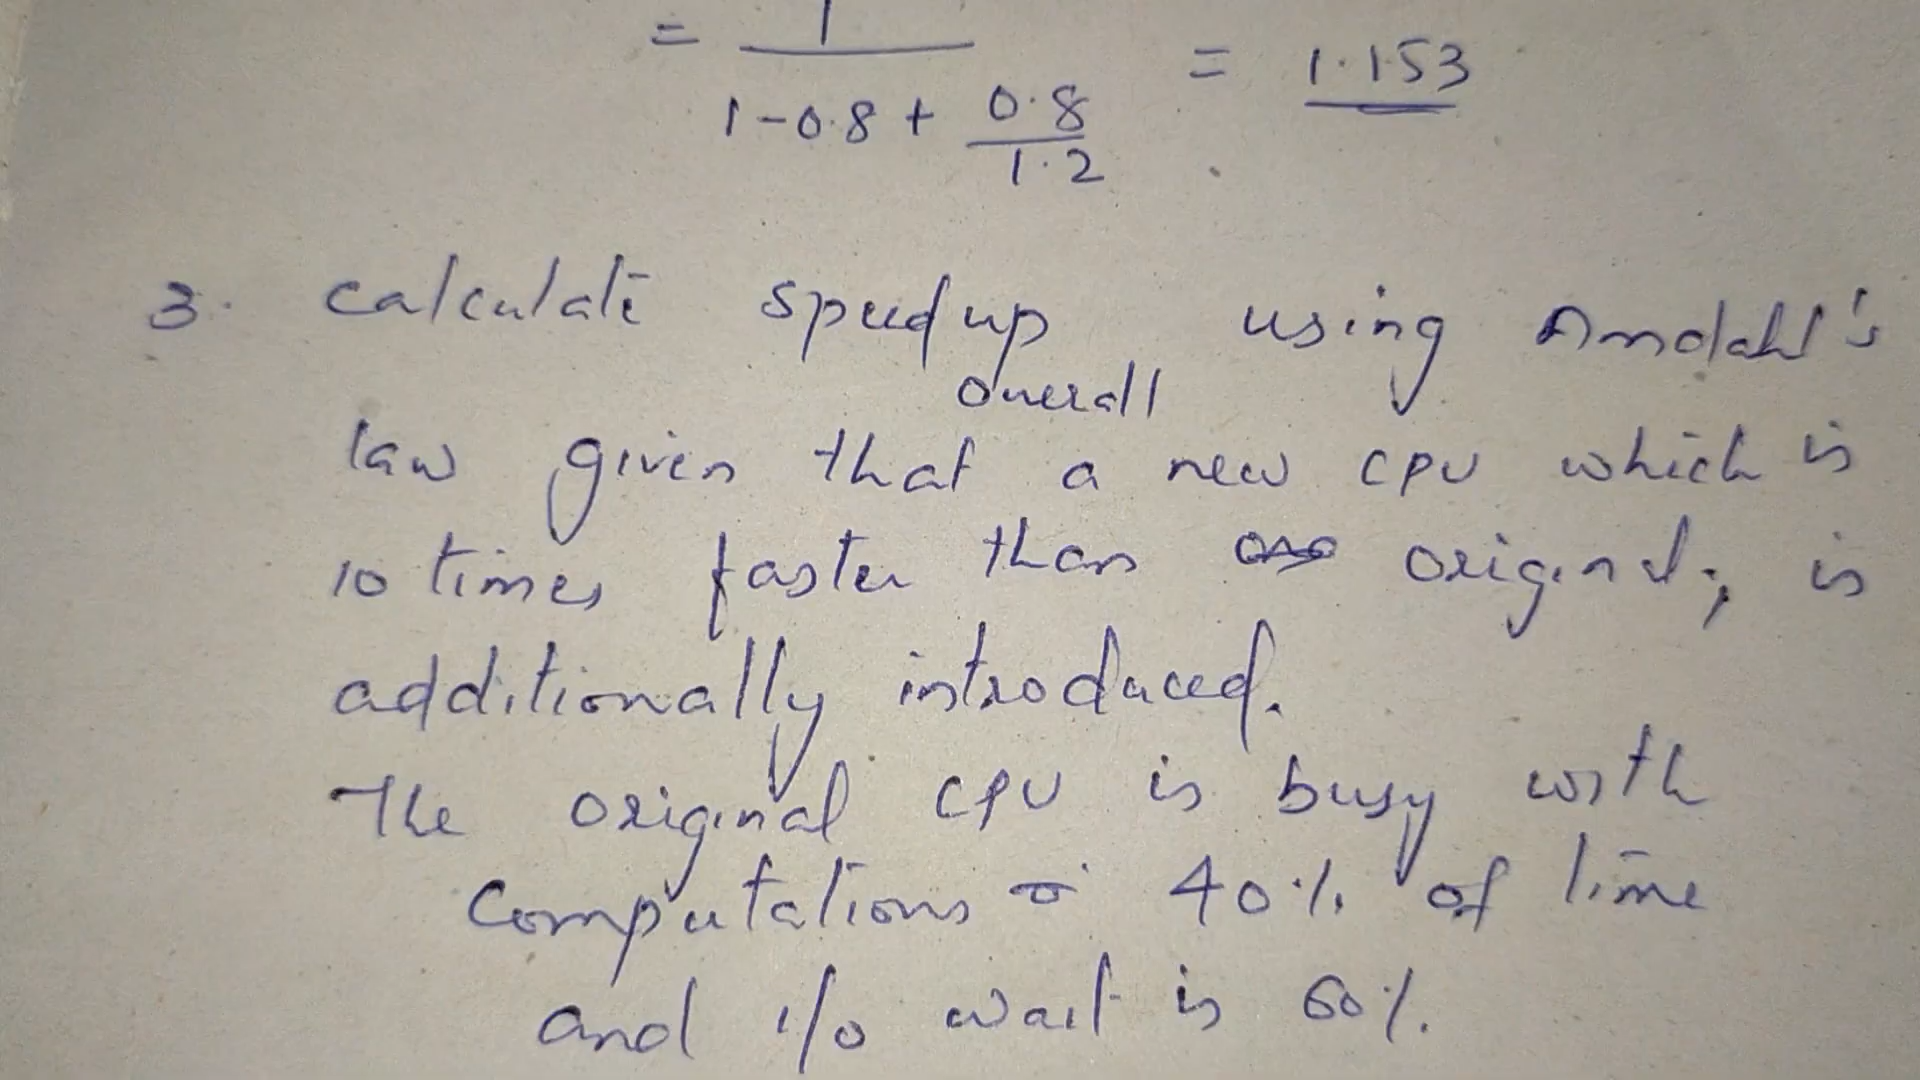 = 1 / (1-0.8 + 0.8/1.2) = 1.153
3. Calculate speedup overall using Amdahl's
law given that a new CPU which is
10 times faster than original, is
additionally introduced.
The original CPU is busy with
Computations 40% of time
and i/o wait is 60%.